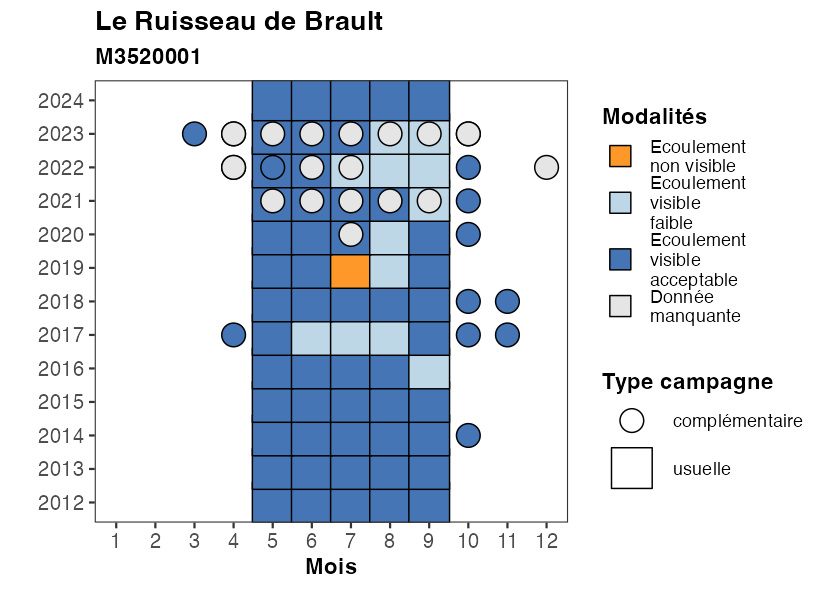 Le Ruisseau de Brault
M3520001
2024
2023
2022
2021
2020
2019
2018
2017
2016
2015
2014
2013
2012
1 2 3 4 5 6 7 8 9 10 11 12
Mois
Modalités
Ecoulement
non visible
Ecoulement
visible
faible
Ecoulement
visible
acceptable
Donnée
manquante
Type campagne
complémentaire
usuelle